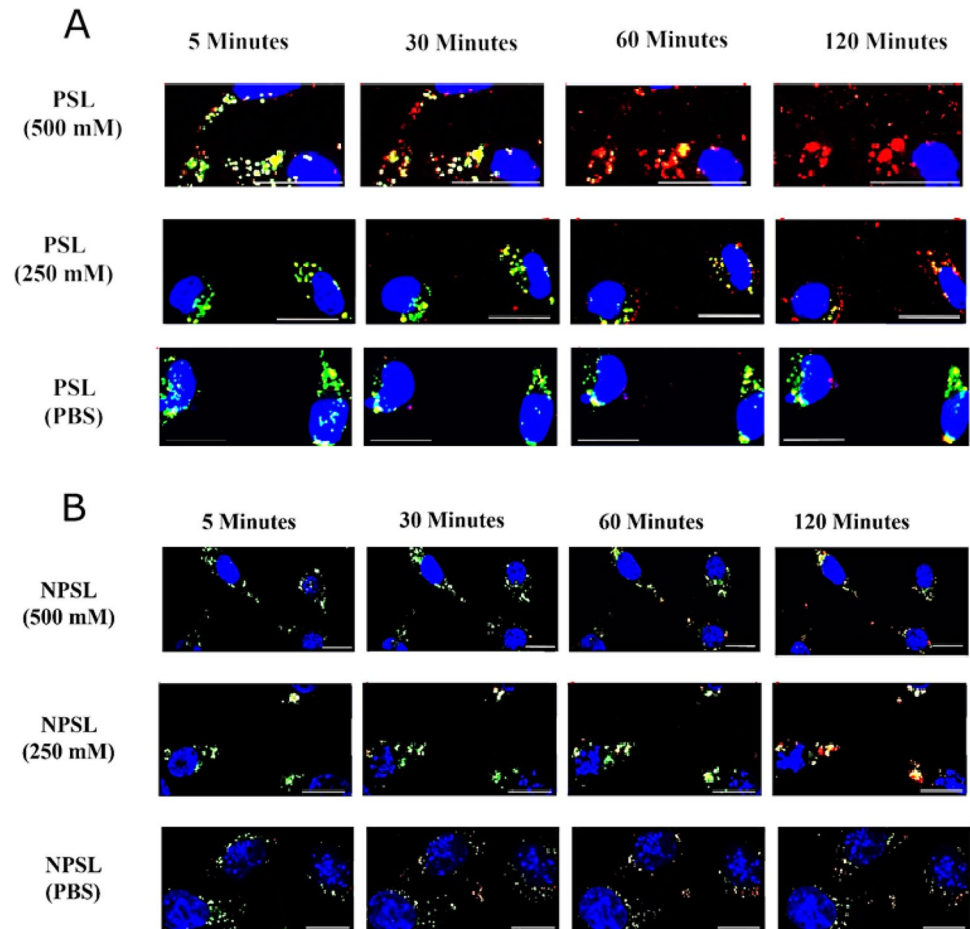 A
5 Minutes 30 Minutes 60 Minutes 120 Minutes
PSL
(500 mM)
PSL
(250 mM)
PSL
(PBS)
B
5 Minutes 30 Minutes 60 Minutes 120 Minutes
NPSL
(500 mM)
NPSL
(250 mM)
NPSL
(PBS)